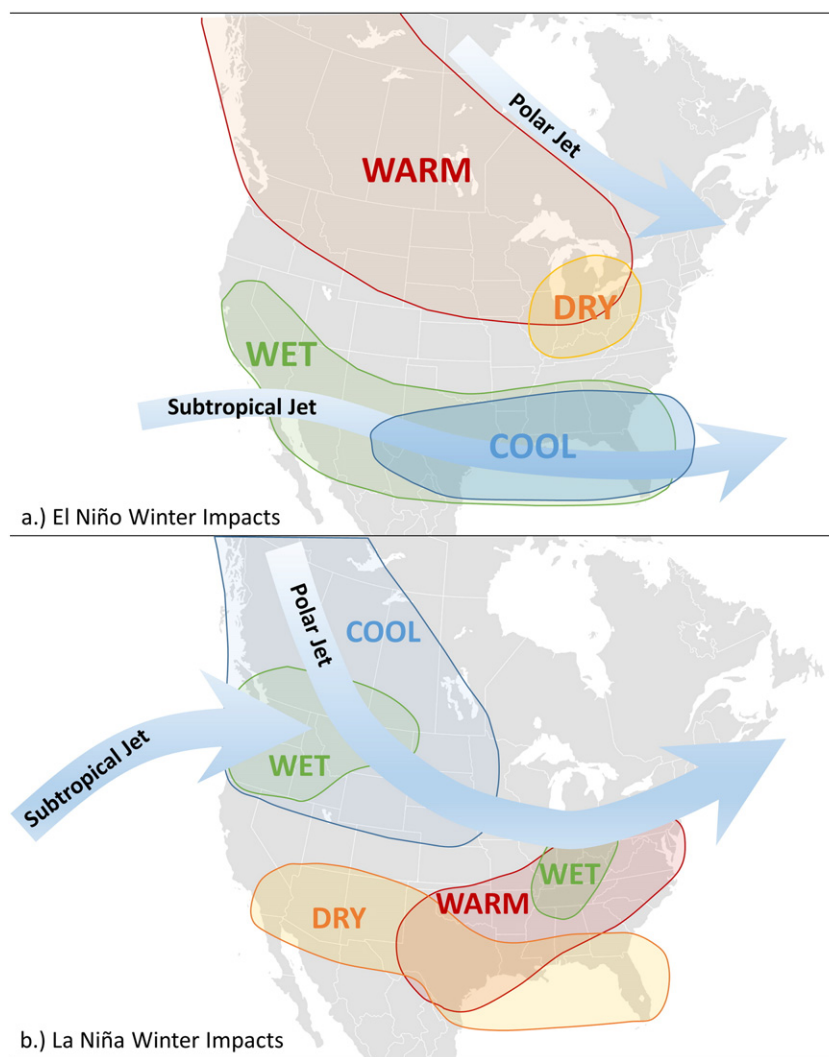 Polar Jet
WARM
DRY
WET
Subtropical Jet
COOL
a.) El Niño Winter Impacts
Polar Jet
COOL
Subtropical Jet
WET
WET
WARM
DRY
b.) La Niña Winter Impacts